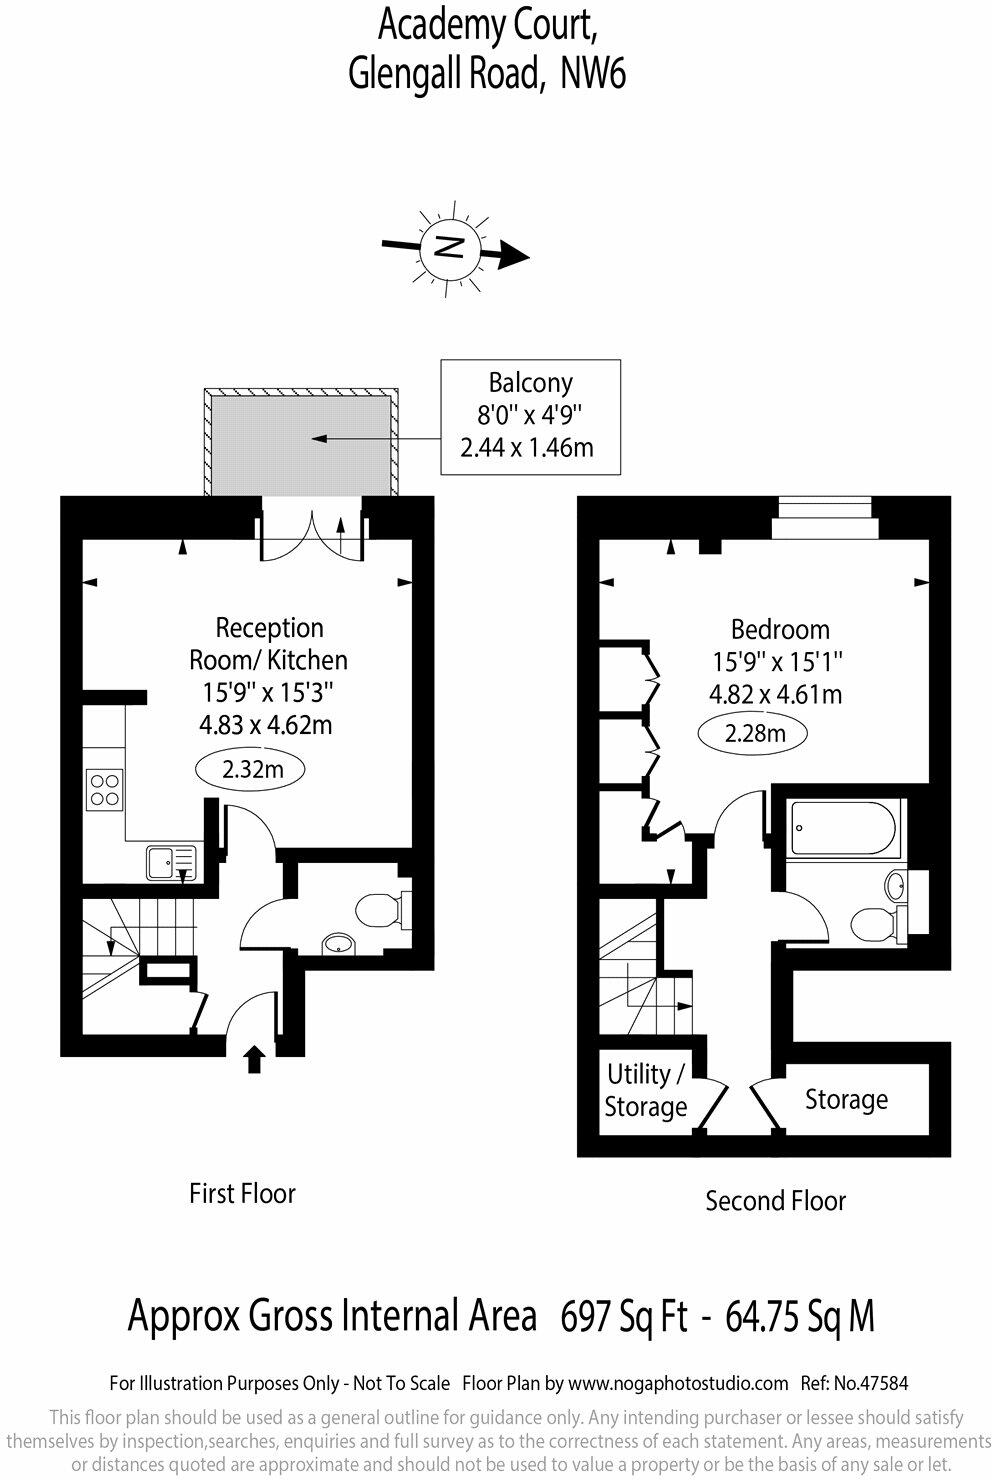 Academy Court,
Glengall Road, NW6
N
Balcony
8'0" x 4'9"
2.44 x 1.46m
Reception
Room/ Kitchen
15'9" x 15'3"
4.83 x 4.62m
2.32m
Bedroom
15'9" x 15'1"
4.82 x 4.61m
2.28m
Utility /
Storage
Storage
First Floor
Second Floor
Approx Gross Internal Area 697 Sq Ft - 64.75 Sq M
For Illustration Purposes Only - Not To Scale Floor Plan by www.nogaphotostudio.com Ref: No.47584
This floor plan should be used as a general outline for guidance only. Any intending purchaser or lessee should satisfy
themselves by inspection,searches, enquiries and full survey as to the correctness of each statement. Any areas, measurements
or distances quoted are approximate and should not be used to value a property or be the basis of any sale or let.